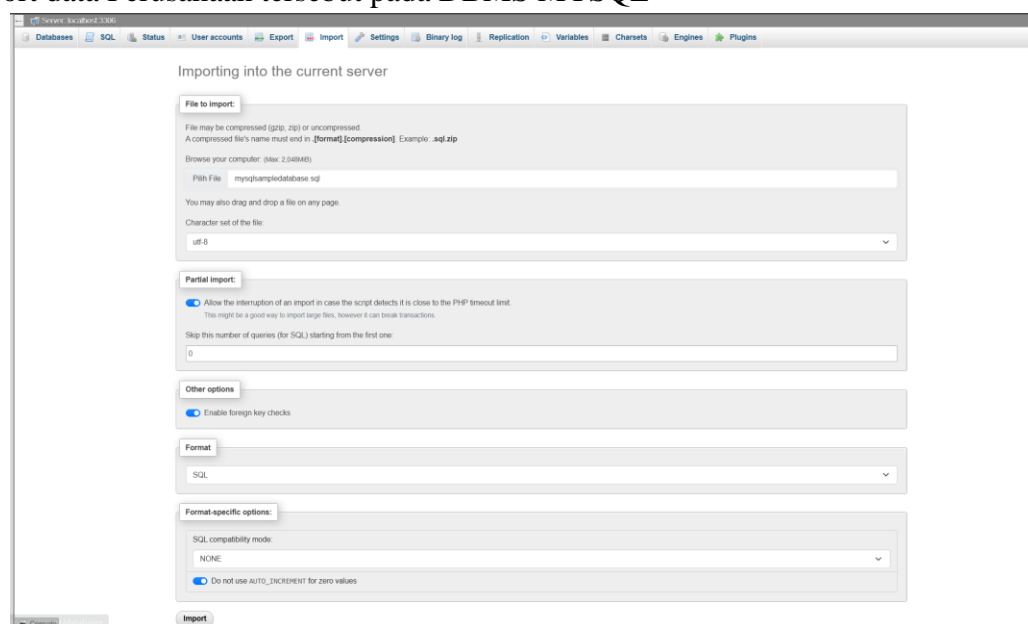 ort data Perusahaan tersebut pada DBMS MYSQL
Server: localhost:3306
Databases SQL Status User accounts Export Import Settings Binary log Replication Variables Charsets Engines Plugins
Importing into the current server
File to import:
File may be compressed (gzip, zip) or uncompressed.
A compressed file's name must end in .[format].[compression]. Example: .sql.zip
Browse your computer: (Max: 2,048MiB)
Pilih File mysqlsampledatabase.sql
You may also drag and drop a file on any page.
Character set of the file:
utf-8
Partial import:
Allow the interruption of an import in case the script detects it is close to the PHP timeout limit.
This might be a good way to import large files, however it can break transactions.
Skip this number of queries (for SQL) starting from the first one:
0
Other options
Enable foreign key checks
Format
SQL
Format-specific options:
SQL compatibility mode:
NONE
Do not use AUTO_INCREMENT for zero values
Import
Console